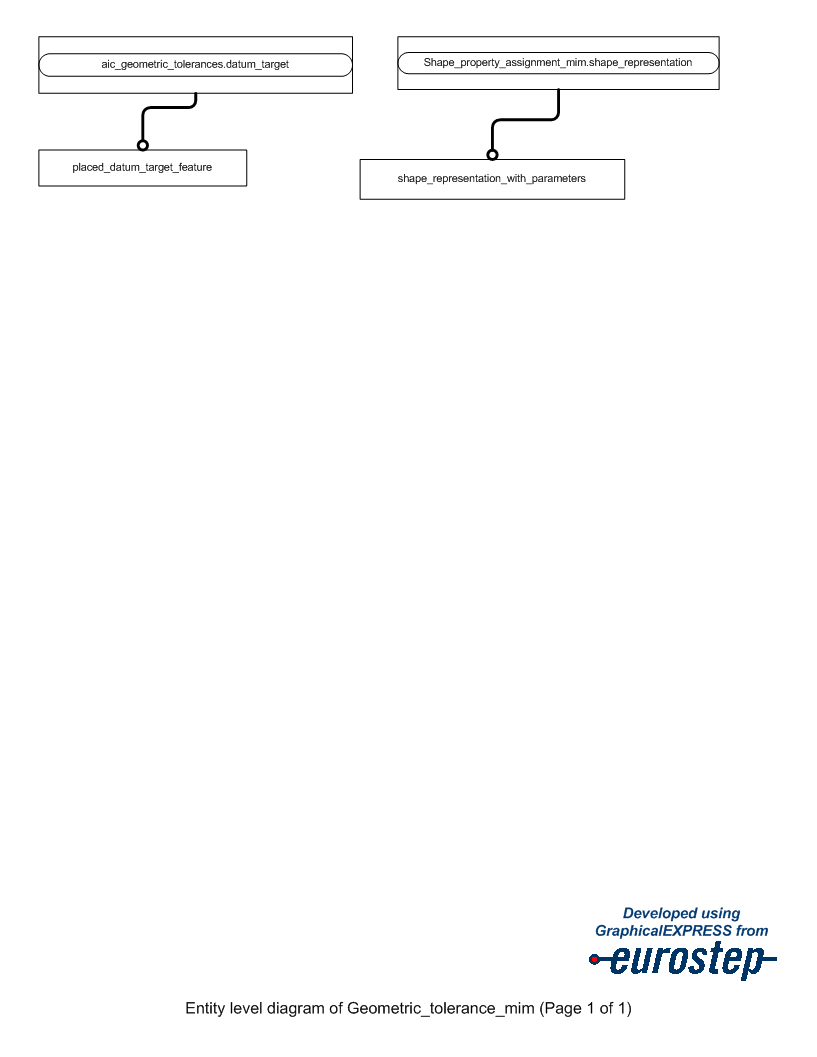 aic_geometric_tolerances.datum_target
Shape_property_assignment_mim.shape_representation
placed_datum_target_feature
shape_representation_with_parameters
Developed using
GraphicalEXPRESS from
eurostep
Entity level diagram of Geometric_tolerance_mim (Page 1 of 1)